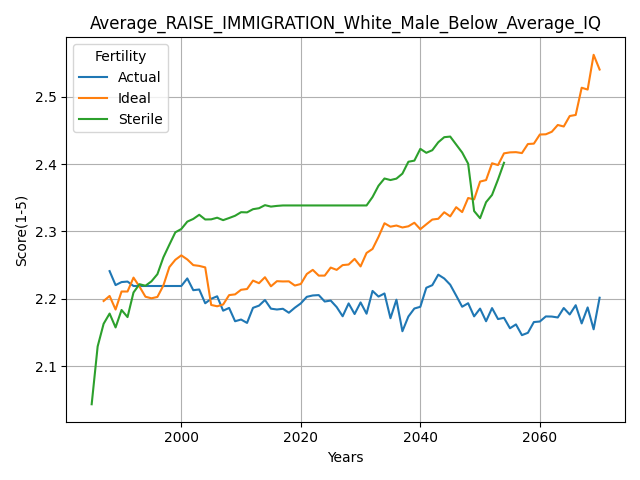 Average_RAISE_IMMIGRATION_White_Male_Below_Average_IQ
Fertility
Actual
Ideal
Sterile
Score(1-5)
2.5
2.4
2.3
2.2
2.1
2000 2020 2040 2060
Years